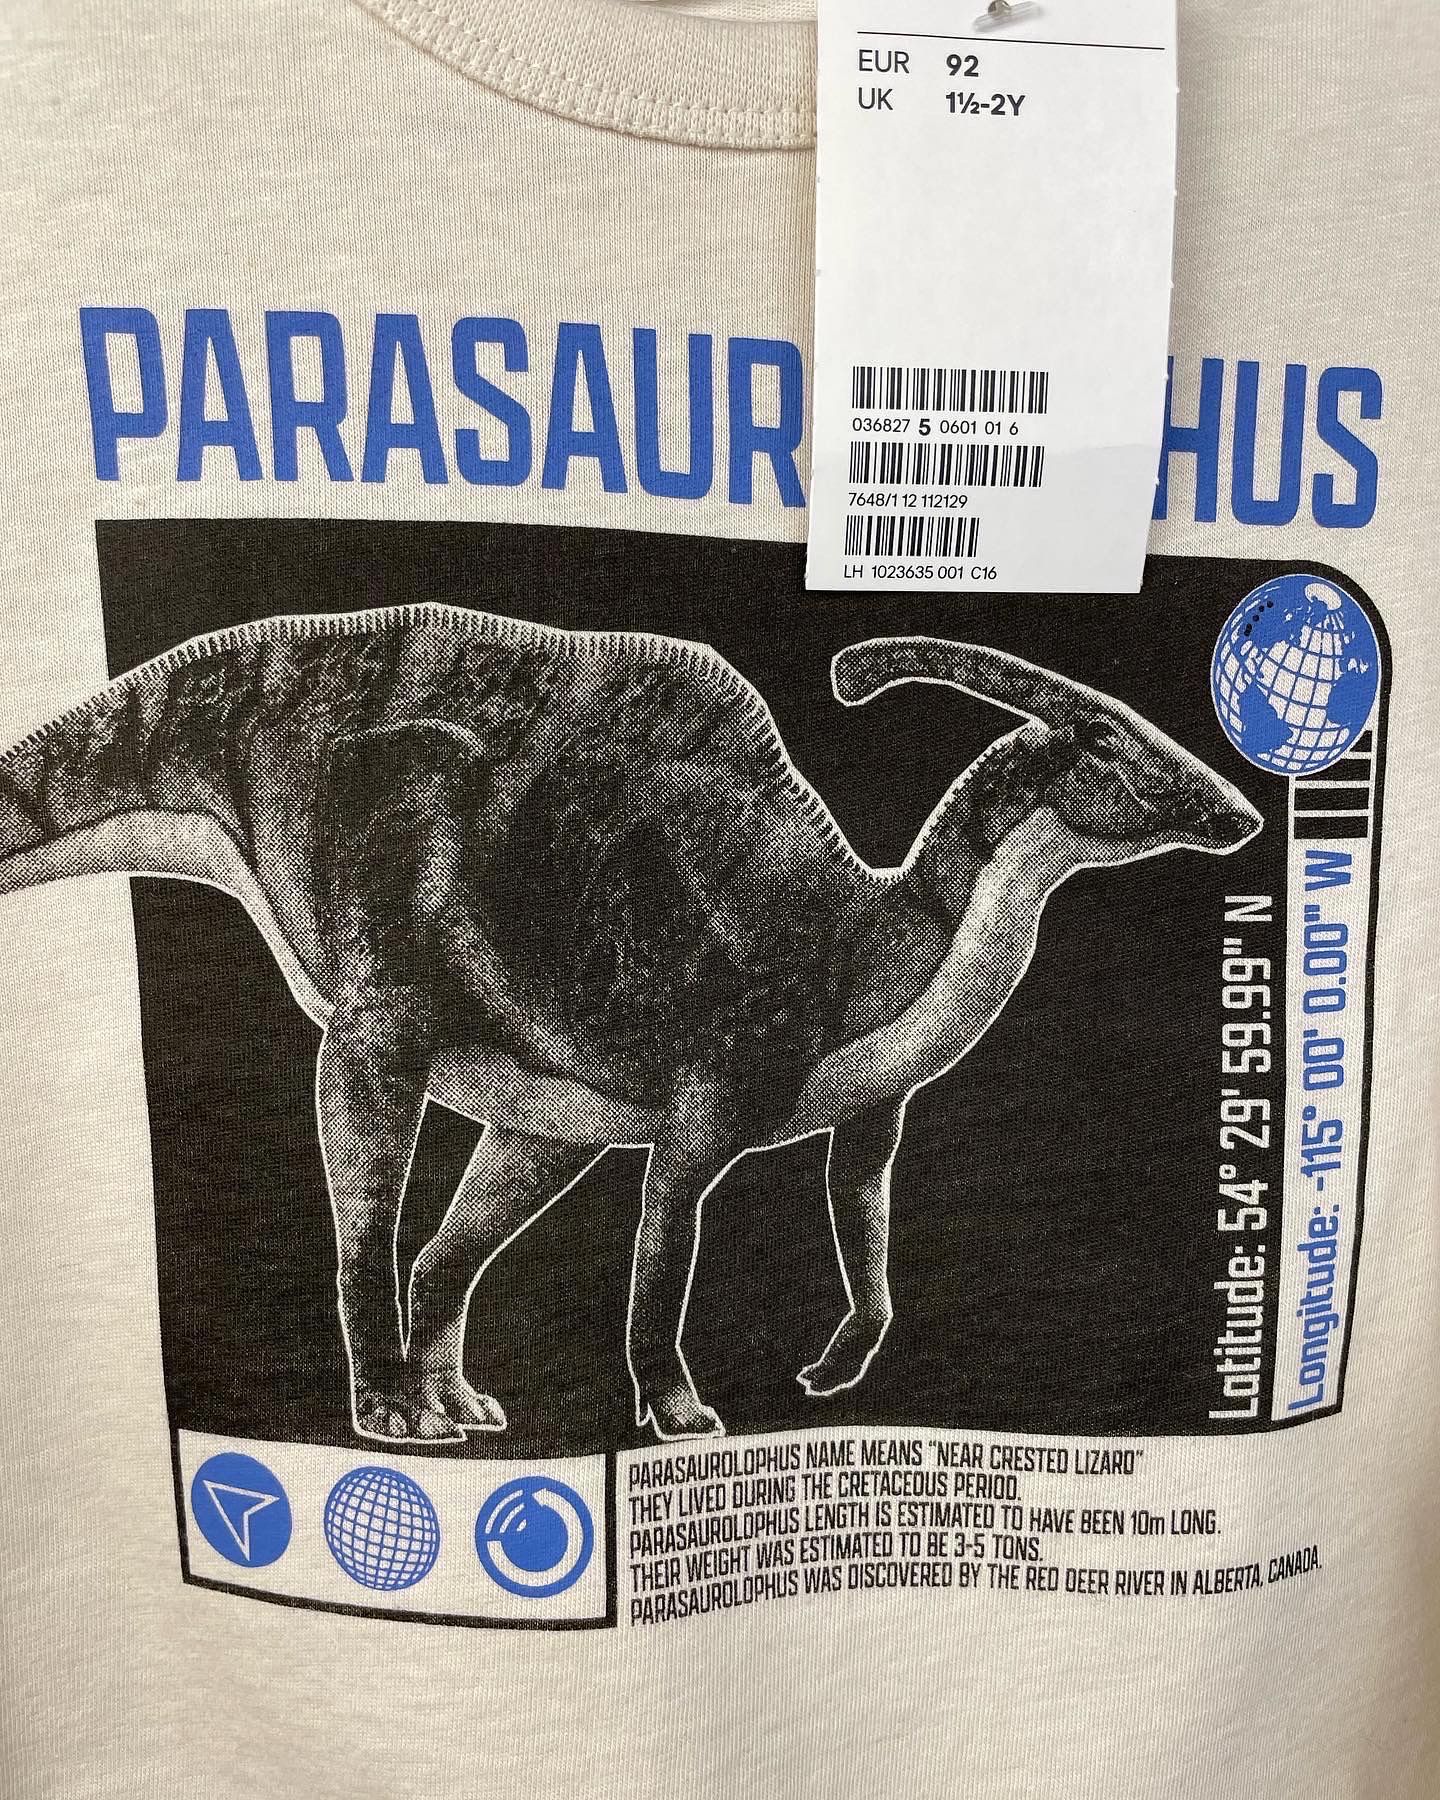 EUR 92
UK 1½-2Y
036827 5 0601 01 6
7648/1 12 112129
LH 1023635 001 C16
PARASAUR HUS
Latitude: 54° 29' 59.99" N
Longitude: -115° 00' 0.00" W
PARASAUROLOPHUS NAME MEANS "NEAR CRESTED LIZARD"
THEY LIVED DURING THE CRETACEOUS PERIOD.
PARASAUROLOPHUS LENGTH IS ESTIMATED TO HAVE BEEN 10m LONG.
THEIR WEIGHT WAS ESTIMATED TO BE 3-5 TONS.
PARASAUROLOPHUS WAS DISCOVERED BY THE RED DEER RIVER IN ALBERTA, CANADA.